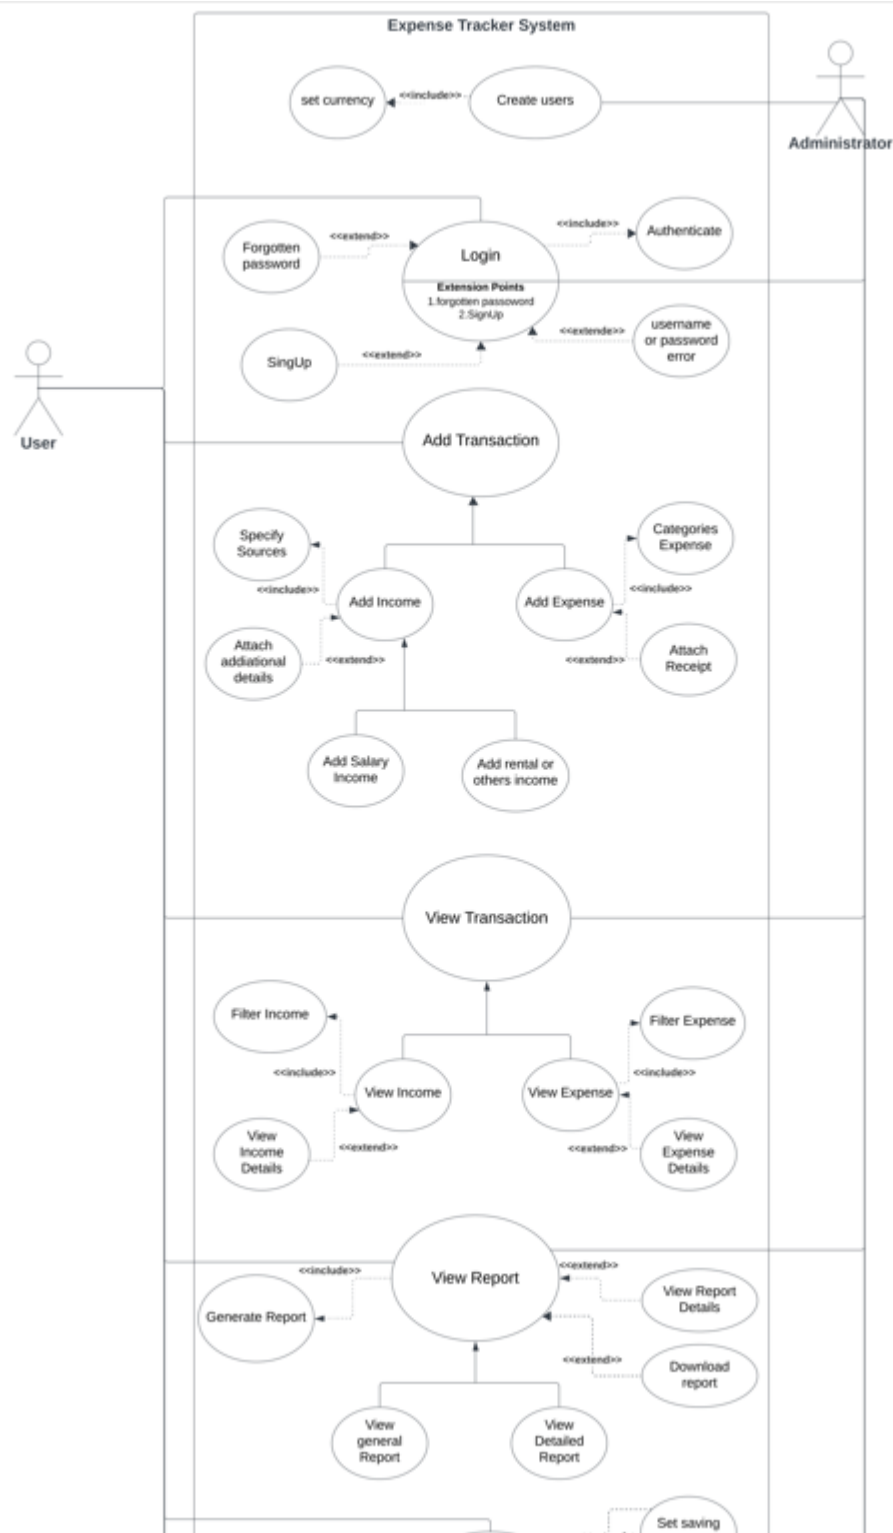 Expense Tracker System
set currency
<<include>>
Create users
Administrator
Forgotten
password
<<extend>>
Login
<<include>>
Authenticate
Extension Points
1.forgotten passoword
2.SignUp
<<extende>>
username
or password
error
SingUp
<<extend>>
User
Add Transaction
Specify
Sources
<<include>>
Add Income
Categories
Expense
Add Expense
<<include>>
Attach
addiational
details
<<extend>>
<<extend>>
Attach
Receipt
Add Salary
Income
Add rental or
others income
View Transaction
Filter Income
Filter Expense
<<include>>
View Income
View Expense
<<include>>
View
Income
Details
<<extend>>
<<extend>>
View
Expense
Details
<<include>>
View Report
<<extend>>
View Report
Details
Generate Report
<<extend>>
Download
report
View
general
Report
View
Detailed
Report
Set saving